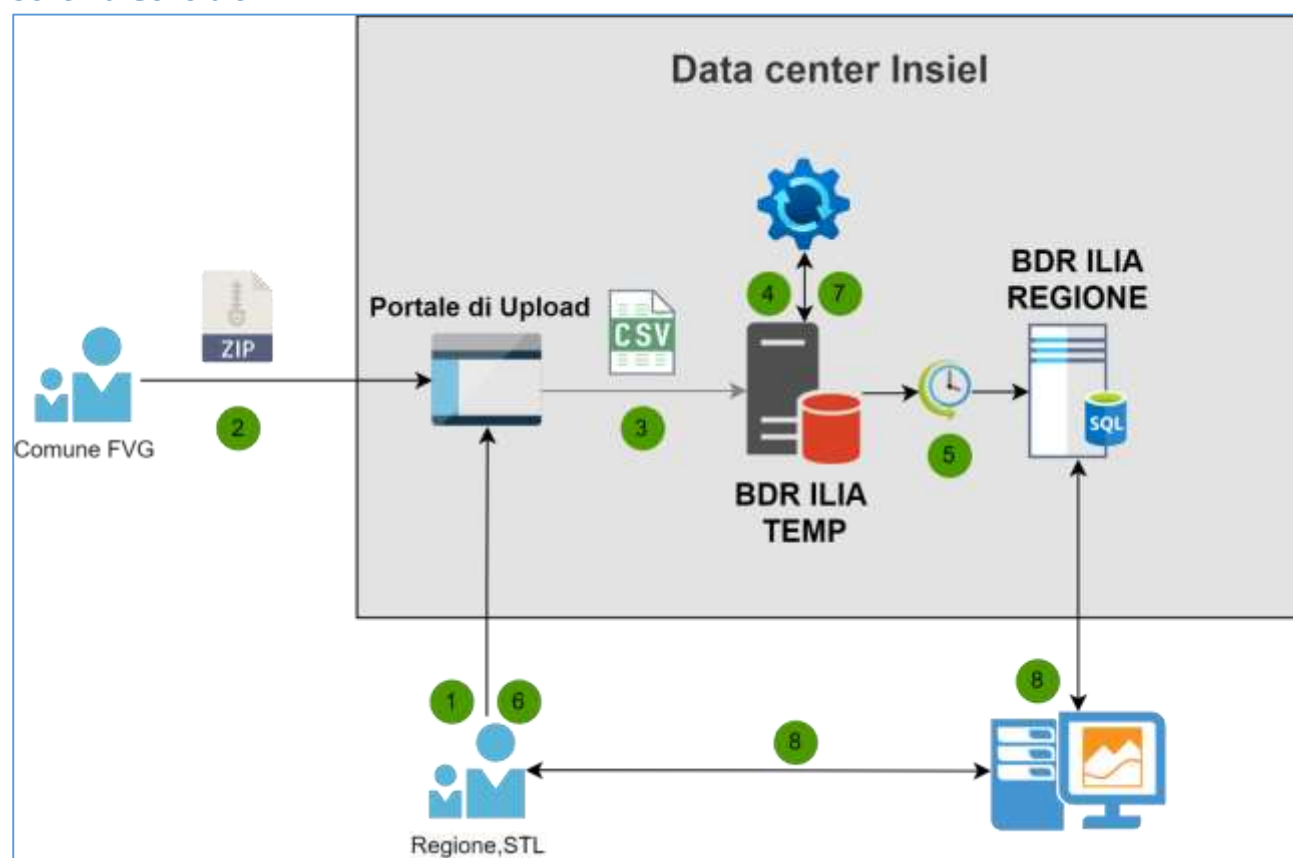 Data center Insiel
BDR ILIA
REGIONE
4
7
Portale di Upload
ZIP
CSV
SQL
Comune FVG
2
3
5
BDR ILIA
TEMP
1
6
8
8
Regione,STL